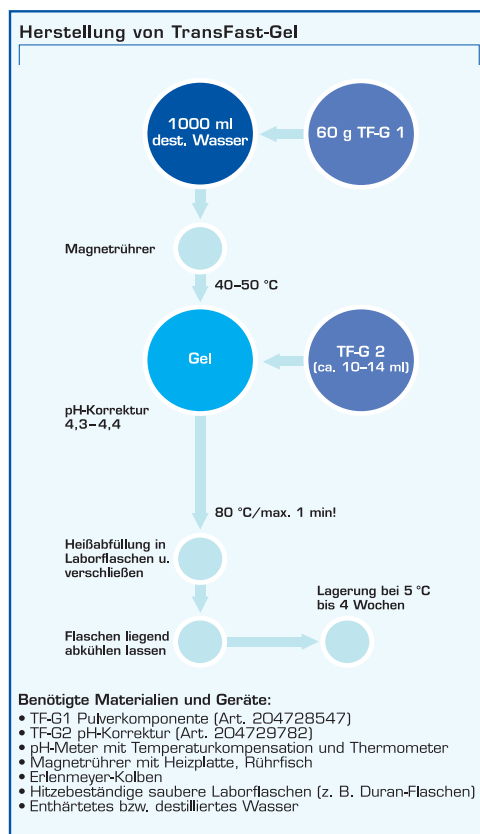 Herstellung von TransFast-Gel
1000 ml
dest. Wasser
60 g TF-G 1
Magnetrührer
40–50 °C
Gel
TF-G 2
(ca. 10–14 ml)
pH-Korrektur
4,3–4,4
80 °C/max. 1 min!
Heißabfüllung in
Laborflaschen u.
verschließen
Lagerung bei 5 °C
bis 4 Wochen
Flaschen liegend
abkühlen lassen
Benötigte Materialien und Geräte:
• TF-G1 Pulverkomponente (Art. 204728547)
• TF-G2 pH-Korrektur (Art. 204729782)
• pH-Meter mit Temperaturkompensation und Thermometer
• Magnetrührer mit Heizplatte, Rührfisch
• Erlenmeyer-Kolben
• Hitzebeständige saubere Laborflaschen (z. B. Duran-Flaschen)
• Enthärtetes bzw. destilliertes Wasser